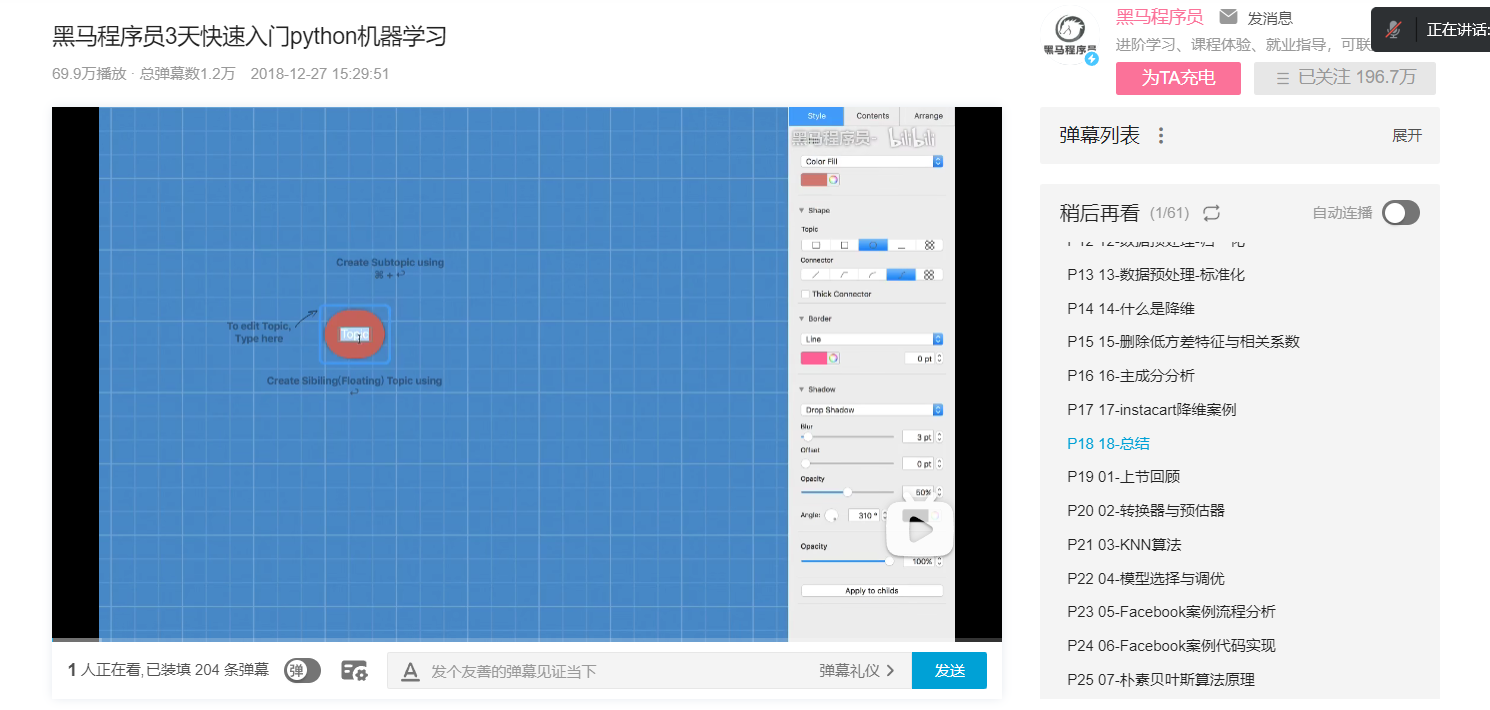 黑马程序员3天快速入门python机器学习
69.9万播放 · 总弹幕数1.2万 2018-12-27 15:29:51
黑马程序员 发消息
进阶学习、课程体验、就业指导，可联
正在讲话:
为TA充电
已关注 196.7万
黑马程序员
Style Contents Arrange
黑马程序员- bilibili
Color Fill
Shape
Topic
Connector
Thick Connector
Border
Line
0 pt
Shadow
Drop Shadow
Blur
3 pt
Offset
0 pt
Opacity
50%
Angle: 310 °
Opacity
100%
Apply to childs
Create Subtopic using
⌘ + ↩
To edit Topic,
Type here
Topic
Create Sibiling(Floating) Topic using
↩
1 人正在看,已装填 204 条弹幕
弹
A 发个友善的弹幕见证当下
弹幕礼仪 >
发送
弹幕列表
展开
稍后再看 (1/61)
自动连播
P12 12-数据预处理-归一化
P13 13-数据预处理-标准化
P14 14-什么是降维
P15 15-删除低方差特征与相关系数
P16 16-主成分分析
P17 17-instacart降维案例
P18 18-总结
P19 01-上节回顾
P20 02-转换器与预估器
P21 03-KNN算法
P22 04-模型选择与调优
P23 05-Facebook案例流程分析
P24 06-Facebook案例代码实现
P25 07-朴素贝叶斯算法原理